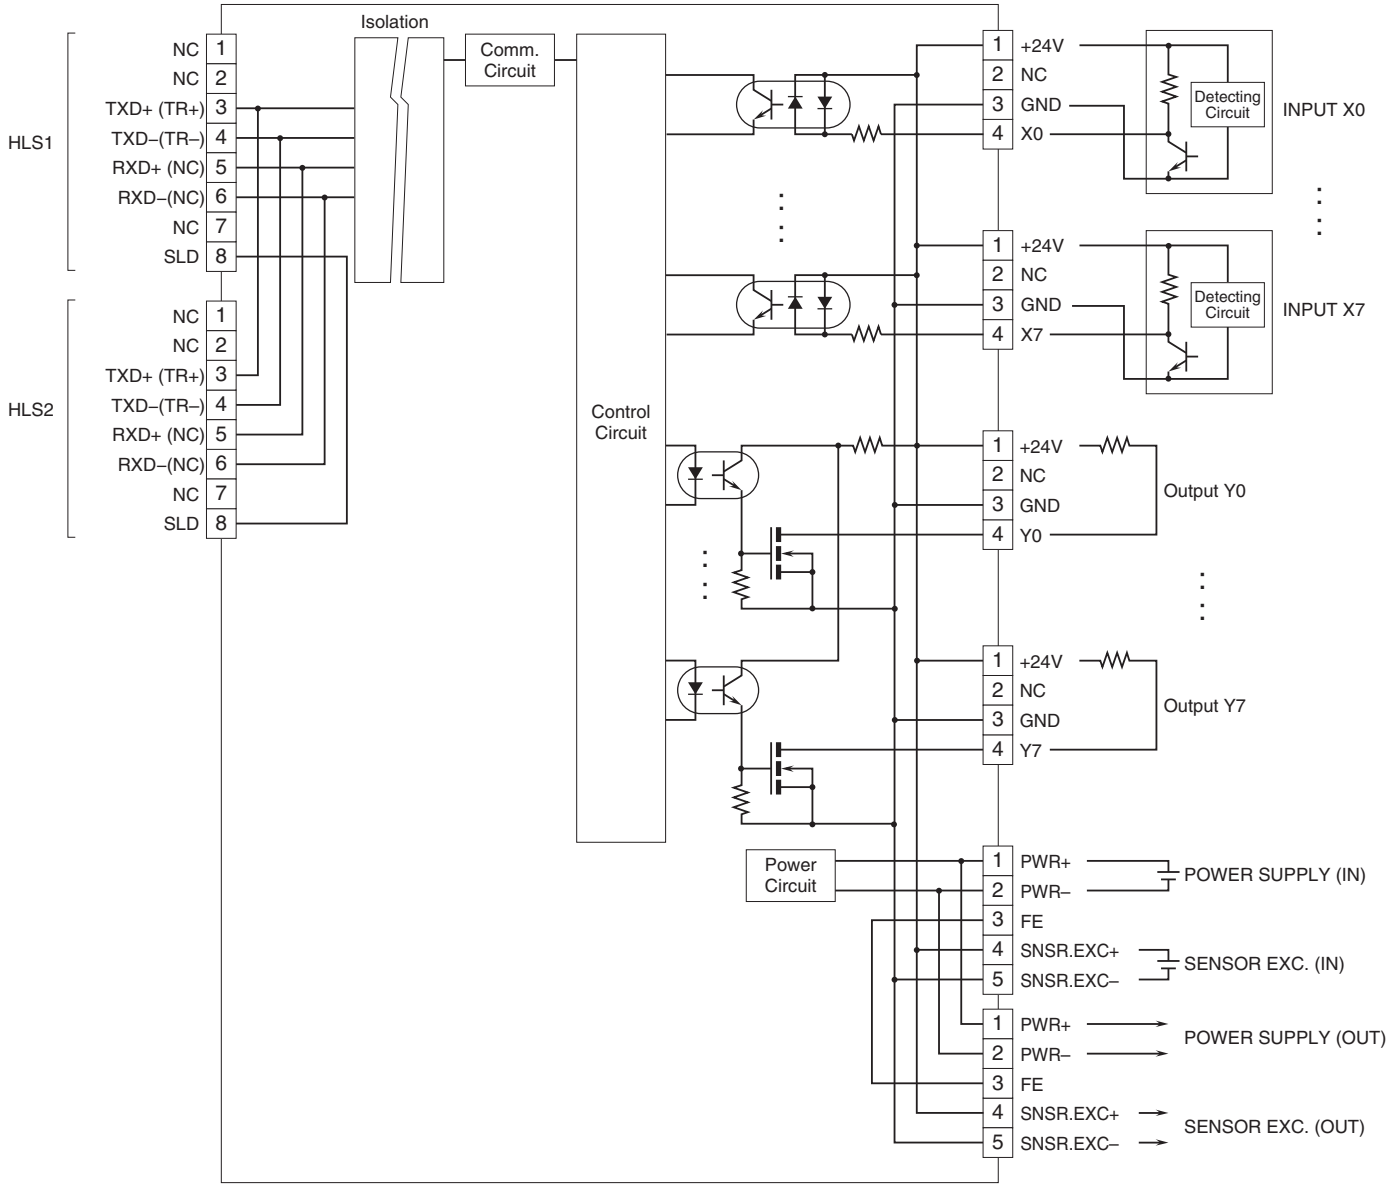 Isolation
Comm.
Circuit
Control
Circuit
Power
Circuit
HLS1
NC 1
NC 2
TXD+ (TR+) 3
TXD–(TR–) 4
RXD+ (NC) 5
RXD–(NC) 6
NC 7
SLD 8
HLS2
NC 1
NC 2
TXD+ (TR+) 3
TXD–(TR–) 4
RXD+ (NC) 5
RXD–(NC) 6
NC 7
SLD 8
1 +24V
2 NC
3 GND
4 X0
Detecting
Circuit
INPUT X0
1 +24V
2 NC
3 GND
4 X7
Detecting
Circuit
INPUT X7
1 +24V
2 NC
3 GND
4 Y0
Output Y0
1 +24V
2 NC
3 GND
4 Y7
Output Y7
1 PWR+
2 PWR–
POWER SUPPLY (IN)
3 FE
4 SNSR.EXC+
5 SNSR.EXC–
SENSOR EXC. (IN)
1 PWR+
2 PWR–
POWER SUPPLY (OUT)
3 FE
4 SNSR.EXC+
5 SNSR.EXC–
SENSOR EXC. (OUT)